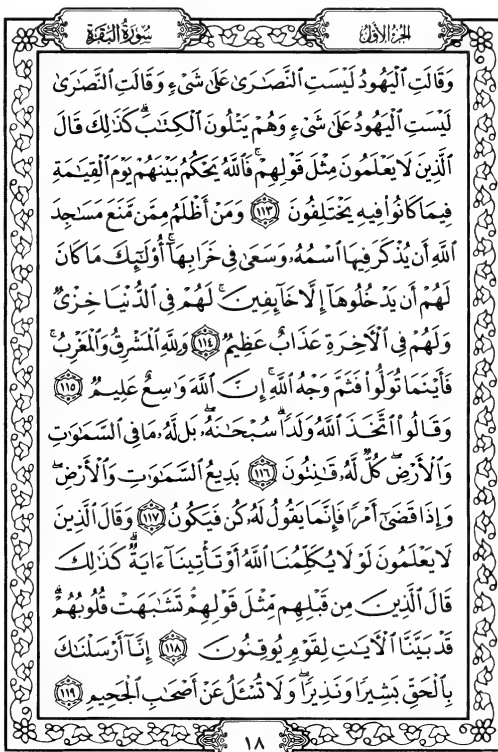 الجزء الأول
سورة البقرة
وَقَالَتِ ٱلْيَهُودُ لَيْسَتِ ٱلنَّصَٰرَىٰ عَلَىٰ شَىْءٍ وَقَالَتِ ٱلنَّصَٰرَىٰ
لَيْسَتِ ٱلْيَهُودُ عَلَىٰ شَىْءٍ وَهُمْ يَتْلُونَ ٱلْكِتَٰبَ ۗ كَذَٰلِكَ قَالَ
ٱلَّذِينَ لَا يَعْلَمُونَ مِثْلَ قَوْلِهِمْ ۚ فَٱللَّهُ يَحْكُمُ بَيْنَهُمْ يَوْمَ ٱلْقِيَٰمَةِ
فِيمَا كَانُوا۟ فِيهِ يَخْتَلِفُونَ ١١٣ وَمَنْ أَظْلَمُ مِمَّن مَّنَعَ مَسَٰجِدَ
ٱللَّهِ أَن يُذْكَرَ فِيهَا ٱسْمُهُۥ وَسَعَىٰ فِى خَرَابِهَآ ۚ أُو۟لَٰٓئِكَ مَا كَانَ
لَهُمْ أَن يَدْخُلُوهَآ إِلَّا خَآئِفِينَ ۚ لَهُمْ فِى ٱلدُّنْيَا خِزْىٌ
وَلَهُمْ فِى ٱلْءَاخِرَةِ عَذَابٌ عَظِيمٌ ١١٤ وَلِلَّهِ ٱلْمَشْرِقُ وَٱلْمَغْرِبُ ۚ
فَأَيْنَمَا تُوَلُّوا۟ فَثَمَّ وَجْهُ ٱللَّهِ ۚ إِنَّ ٱللَّهَ وَٰسِعٌ عَلِيمٌ ١١٥
وَقَالُوا۟ ٱتَّخَذَ ٱللَّهُ وَلَدًا ۗ سُبْحَٰنَهُۥ ۖ بَل لَّهُۥ مَا فِى ٱلسَّمَٰوَٰتِ
وَٱلْأَرْضِ ۖ كُلٌّ لَّهُۥ قَٰنِتُونَ ١١٦ بَدِيعُ ٱلسَّمَٰوَٰتِ وَٱلْأَرْضِ ۖ
وَإِذَا قَضَىٰٓ أَمْرًا فَإِنَّمَا يَقُولُ لَهُۥ كُن فَيَكُونُ ١١٧ وَقَالَ ٱلَّذِينَ
لَا يَعْلَمُونَ لَوْلَا يُكَلِّمُنَا ٱللَّهُ أَوْ تَأْتِينَآ ءَايَةٌ ۗ كَذَٰلِكَ
قَالَ ٱلَّذِينَ مِن قَبْلِهِم مِّثْلَ قَوْلِهِمْ ۘ تَشَٰبَهَتْ قُلُوبُهُمْ ۗ
قَدْ بَيَّنَّا ٱلْءَايَٰتِ لِقَوْمٍ يُوقِنُونَ ١١٨ إِنَّآ أَرْسَلْنَٰكَ
بِٱلْحَقِّ بَشِيرًا وَنَذِيرًا ۖ وَلَا تُسْـَٔلُ عَنْ أَصْحَٰبِ ٱلْجَحِيمِ ١١٩
١٨